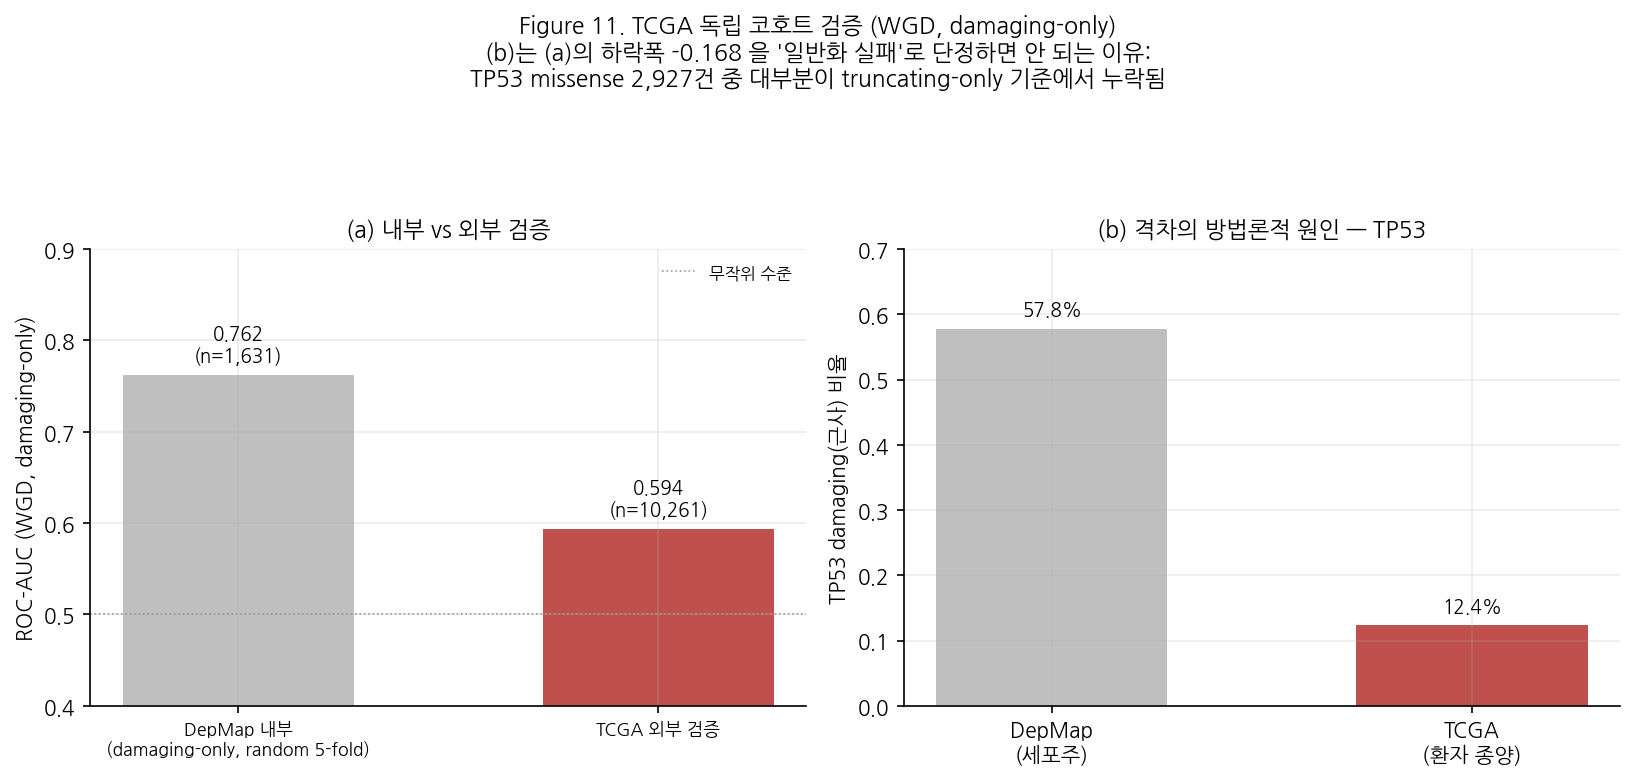 Figure 11. TCGA 독립 코호트 검증 (WGD, damaging-only)
(b)는 (a)의 하락폭 -0.168 을 '일반화 실패'로 단정하면 안 되는 이유:
TP53 missense 2,927건 중 대부분이 truncating-only 기준에서 누락됨
(a) 내부 vs 외부 검증
ROC-AUC (WGD, damaging-only)
0.9
0.8
0.7
0.6
0.5
0.4
무작위 수준
0.762
(n=1,631)
0.594
(n=10,261)
DepMap 내부
(damaging-only, random 5-fold)
TCGA 외부 검증
(b) 격차의 방법론적 원인 — TP53
TP53 damaging(근사) 비율
0.7
0.6
0.5
0.4
0.3
0.2
0.1
0.0
57.8%
12.4%
DepMap
(세포주)
TCGA
(환자 종양)